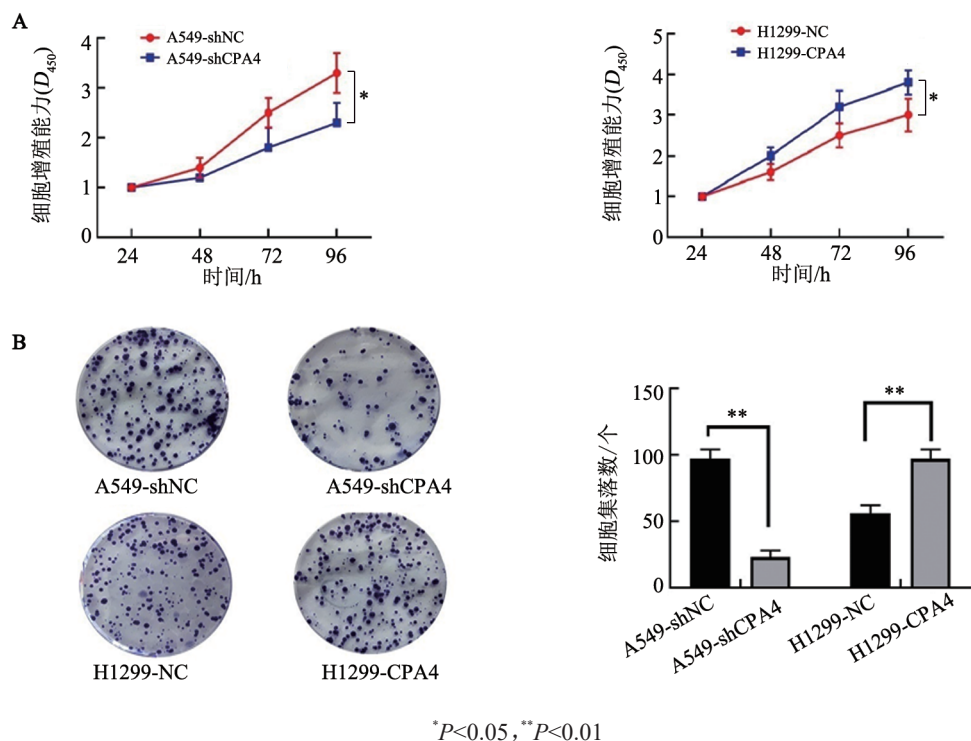 A
A549-shNC
A549-shCPA4
细胞增殖能力(D450)
4
3
2
1
0
*
24 48 72 96
时间/h
H1299-NC
H1299-CPA4
细胞增殖能力(D450)
5
4
3
2
1
0
*
24 48 72 96
时间/h
B
A549-shNC
A549-shCPA4
H1299-NC
H1299-CPA4
细胞集落数/个
150
100
50
0
**
**
A549-shNC
A549-shCPA4
H1299-NC
H1299-CPA4
*P<0.05,**P<0.01